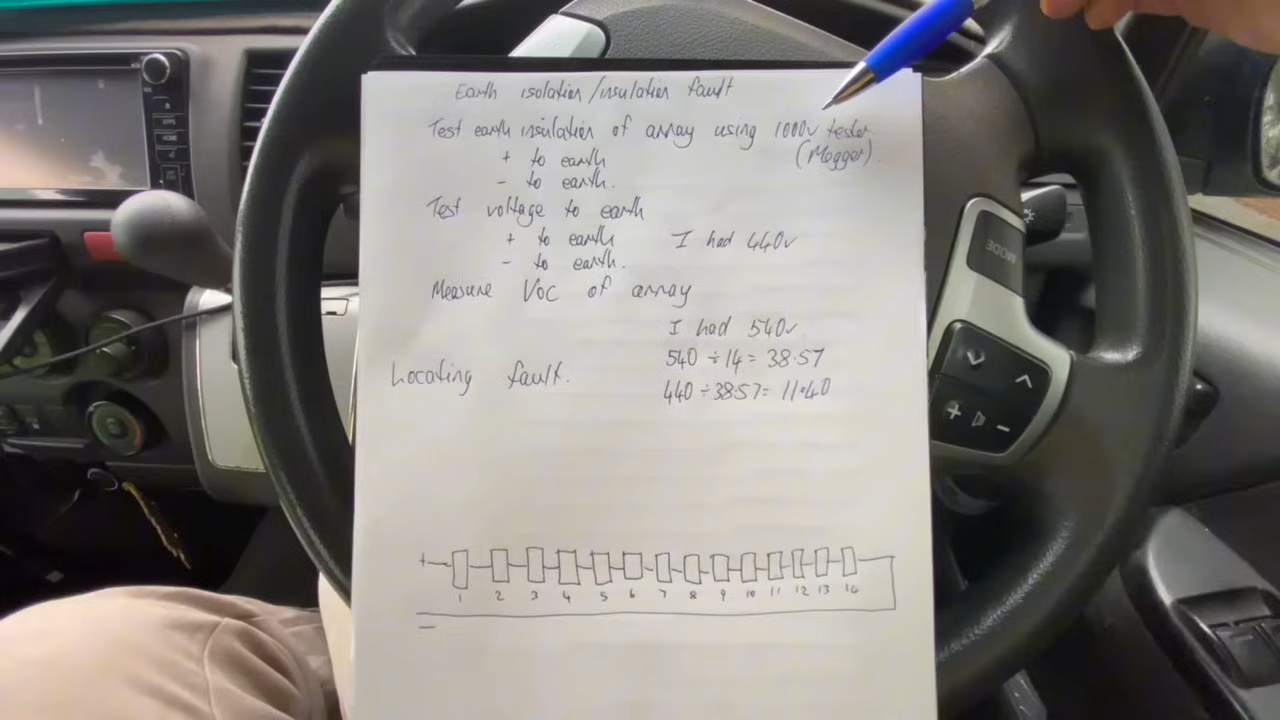 Earth isolation/insulation fault
Test earth insulation of array using 1000v tester
(Megger).
+ to earth
- to earth.
Test voltage to earth
+ to earth I had 440v
- to earth.
Measure Voc of array
I had 540v
540 ÷ 14 = 38.57
Locating fault.
440 ÷ 38.57 = 11.40
+
1 2 3 4 5 6 7 8 9 10 11 12 13 14
-
MODE
APPS
HOME
+ -